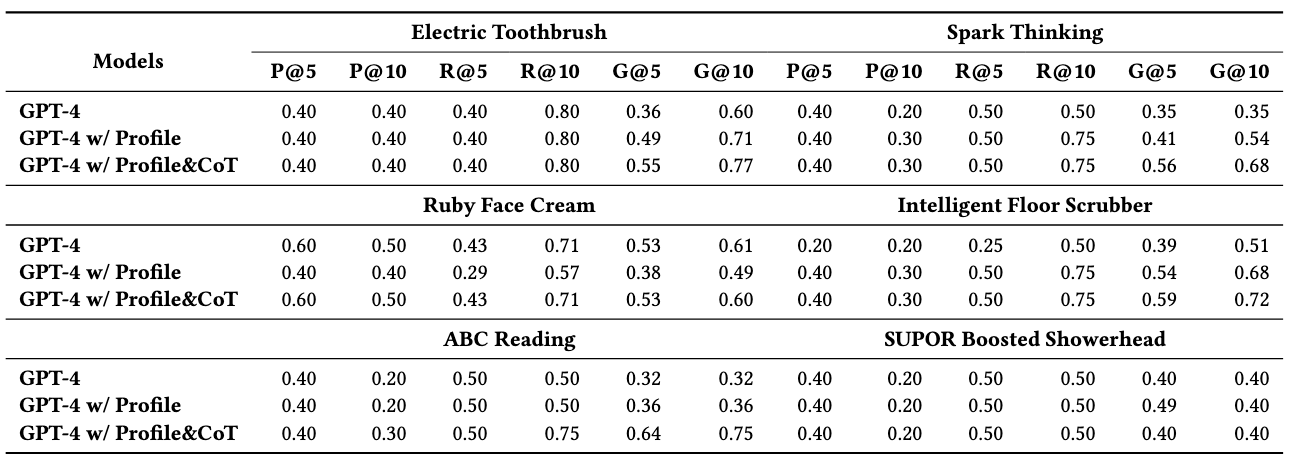 Models Electric Toothbrush Spark Thinking
P@5 P@10 R@5 R@10 G@5 G@10 P@5 P@10 R@5 R@10 G@5 G@10
GPT-4 0.40 0.40 0.40 0.80 0.36 0.60 0.40 0.20 0.50 0.50 0.35 0.35
GPT-4 w/ Profile 0.40 0.40 0.40 0.80 0.49 0.71 0.40 0.30 0.50 0.75 0.41 0.54
GPT-4 w/ Profile&CoT 0.40 0.40 0.40 0.80 0.55 0.77 0.40 0.30 0.50 0.75 0.56 0.68
Ruby Face Cream Intelligent Floor Scrubber
GPT-4 0.60 0.50 0.43 0.71 0.53 0.61 0.20 0.20 0.25 0.50 0.39 0.51
GPT-4 w/ Profile 0.40 0.40 0.29 0.57 0.38 0.49 0.40 0.30 0.50 0.75 0.54 0.68
GPT-4 w/ Profile&CoT 0.60 0.50 0.43 0.71 0.53 0.60 0.40 0.30 0.50 0.75 0.59 0.72
ABC Reading SUPOR Boosted Showerhead
GPT-4 0.40 0.20 0.50 0.50 0.32 0.32 0.40 0.20 0.50 0.50 0.40 0.40
GPT-4 w/ Profile 0.40 0.20 0.50 0.50 0.36 0.36 0.40 0.20 0.50 0.50 0.49 0.40
GPT-4 w/ Profile&CoT 0.40 0.30 0.50 0.75 0.64 0.75 0.40 0.20 0.50 0.50 0.40 0.40